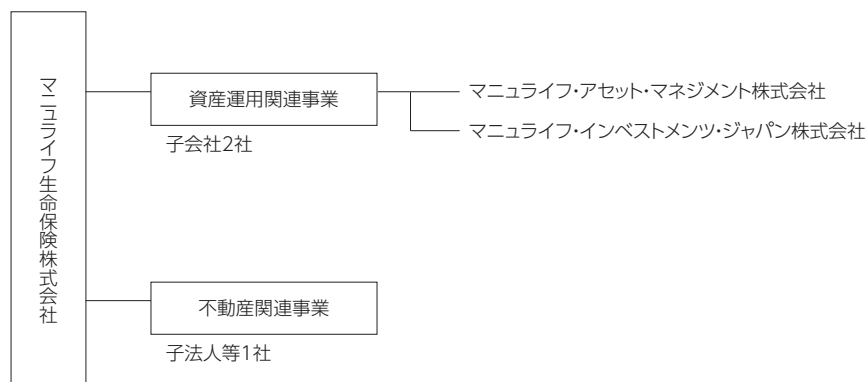 マニュライフ生命保険株式会社
資産運用関連事業
子会社2社
マニュライフ・アセット・マネジメント株式会社
マニュライフ・インベストメンツ・ジャパン株式会社
不動産関連事業
子法人等1社